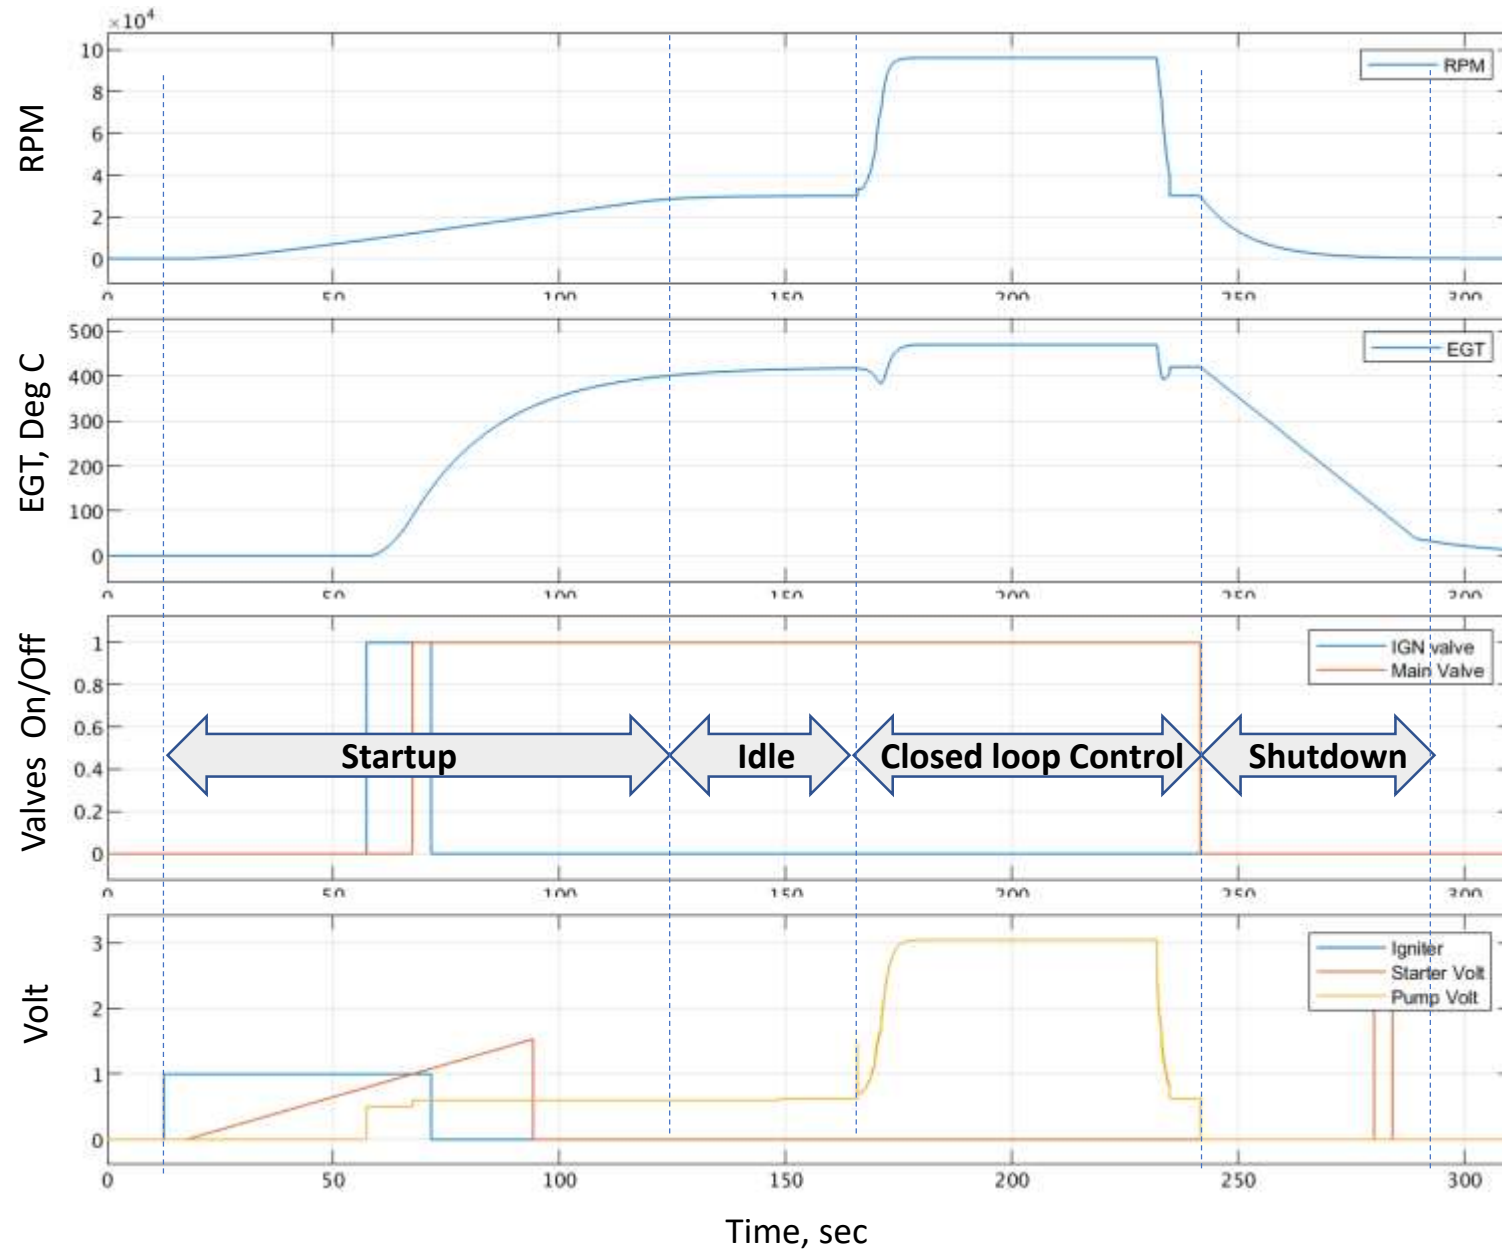 ×10⁴
10
8
6
4
2
0
RPM
RPM
0 50 100 150 200 250 300
500
400
300
200
100
0
EGT, Deg C
EGT
0 50 100 150 200 250 300
1
0.8
0.6
0.4
0.2
0
Valves On/Off
IGN valve
Main Valve
Startup Idle Closed loop Control Shutdown
0 50 100 150 200 250 300
3
2
1
0
Volt
Igniter
Starter Volt
Pump Volt
0 50 100 150 200 250 300
Time, sec